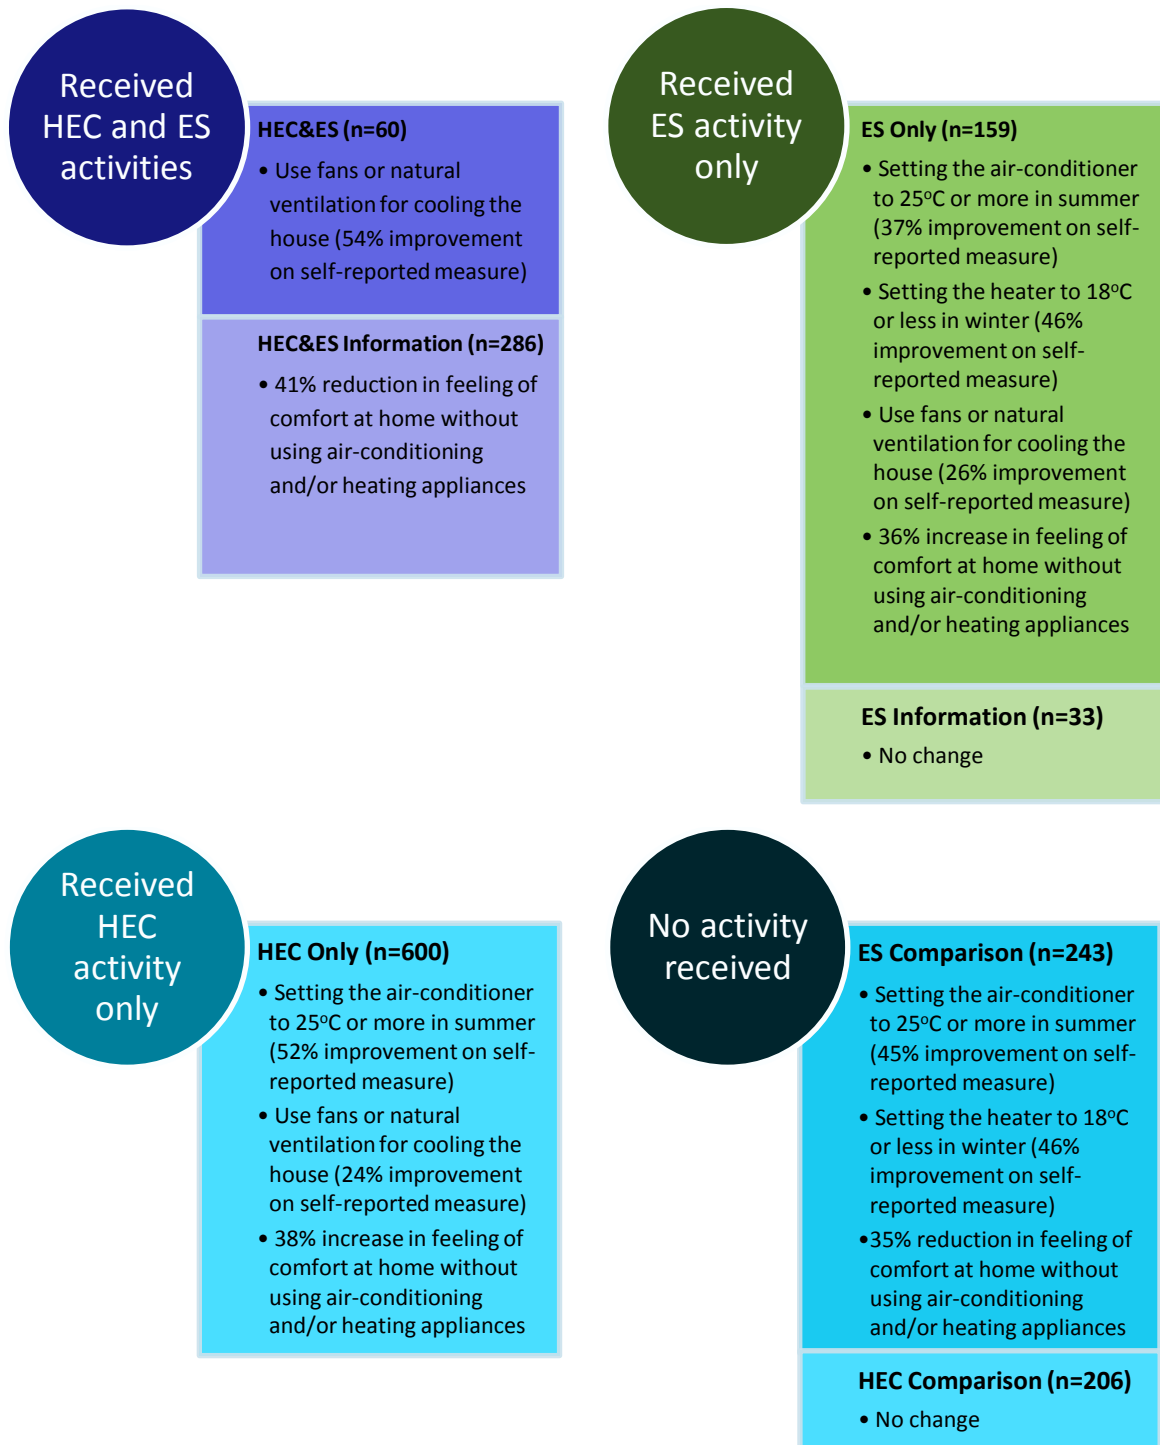 Received
HEC and ES
activities
HEC&ES (n=60)
• Use fans or natural
ventilation for cooling the
house (54% improvement
on self-reported measure)
HEC&ES Information (n=286)
• 41% reduction in feeling of
comfort at home without
using air-conditioning
and/or heating appliances
Received
ES activity
only
ES Only (n=159)
• Setting the air-conditioner
to 25°C or more in summer
(37% improvement on self-
reported measure)
• Setting the heater to 18°C
or less in winter (46%
improvement on self-
reported measure)
• Use fans or natural
ventilation for cooling the
house (26% improvement
on self-reported measure)
• 36% increase in feeling of
comfort at home without
using air-conditioning
and/or heating appliances
ES Information (n=33)
• No change
Received
HEC
activity
only
HEC Only (n=600)
• Setting the air-conditioner
to 25°C or more in summer
(52% improvement on self-
reported measure)
• Use fans or natural
ventilation for cooling the
house (24% improvement
on self-reported measure)
• 38% increase in feeling of
comfort at home without
using air-conditioning
and/or heating appliances
No activity
received
ES Comparison (n=243)
• Setting the air-conditioner
to 25°C or more in summer
(45% improvement on self-
reported measure)
• Setting the heater to 18°C
or less in winter (46%
improvement on self-
reported measure)
•35% reduction in feeling of
comfort at home without
using air-conditioning
and/or heating appliances
HEC Comparison (n=206)
• No change